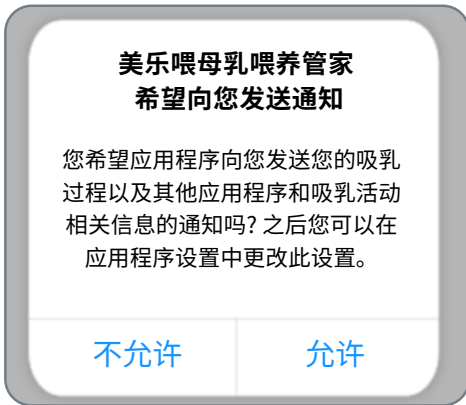 美乐喂母乳喂养管家
希望向您发送通知
您希望应用程序向您发送您的吸乳
过程以及其他应用程序和吸乳活动
相关信息的通知吗? 之后您可以在
应用程序设置中更改此设置。
不允许
允许